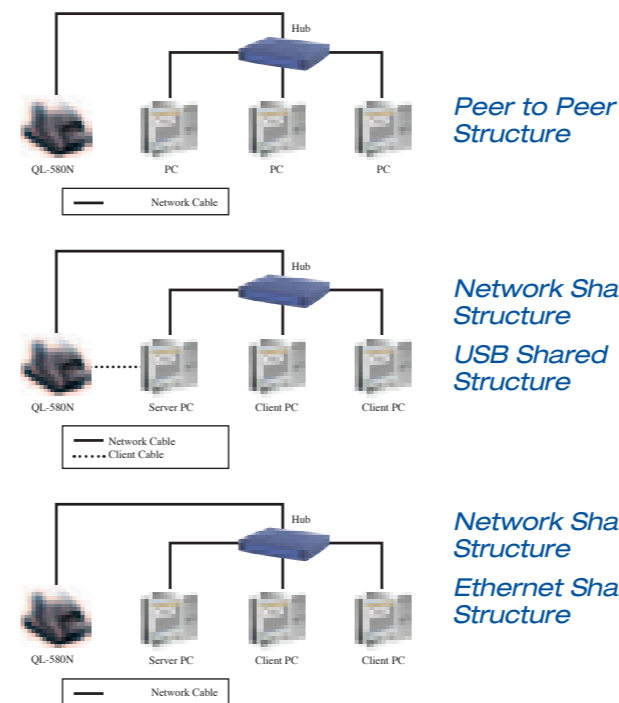 Hub
Peer to Peer
Structure
QL-580N
PC
PC
PC
Network Cable
Hub
Network Sha
Structure
USB Shared
Structure
QL-580N
Server PC
Client PC
Client PC
Network Cable
Client Cable
Hub
Network Sha
Structure
Ethernet Sha
Structure
QL-580N
Server PC
Client PC
Client PC
Network Cable